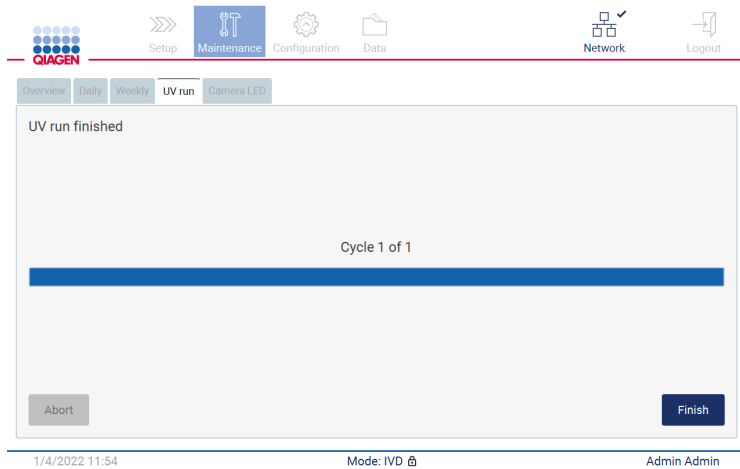 QIAGEN
Setup
Maintenance
Configuration
Data
Network
Logout
Overview Daily Weekly UV run Camera LED
UV run finished
Cycle 1 of 1
Abort
Finish
1/4/2022 11:54
Mode: IVD
Admin Admin